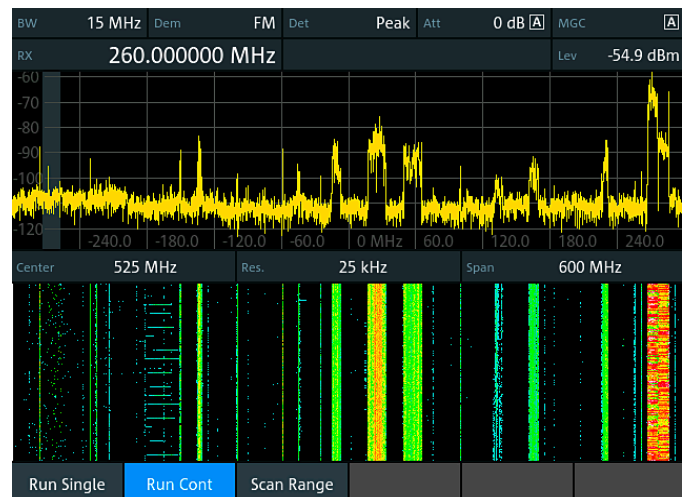 BW 15 MHz Dem FM Det Peak Att 0 dB A MGC A
RX 260.000000 MHz Lev -54.9 dBm
-60
-70
-80
-90
-100
-120
-240.0 -180.0 -120.0 -60.0 0 MHz 60.0 120.0 180.0 240.0
Center 525 MHz Res. 25 kHz Span 600 MHz
Run Single Run Cont Scan Range